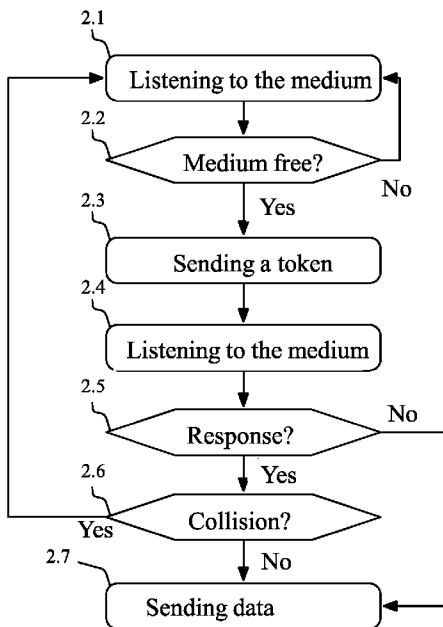 2.1
Listening to the medium
2.2
Medium free?
No
Yes
2.3
Sending a token
2.4
Listening to the medium
2.5
No
Response?
Yes
2.6
Collision?
Yes
No
2.7
Sending data